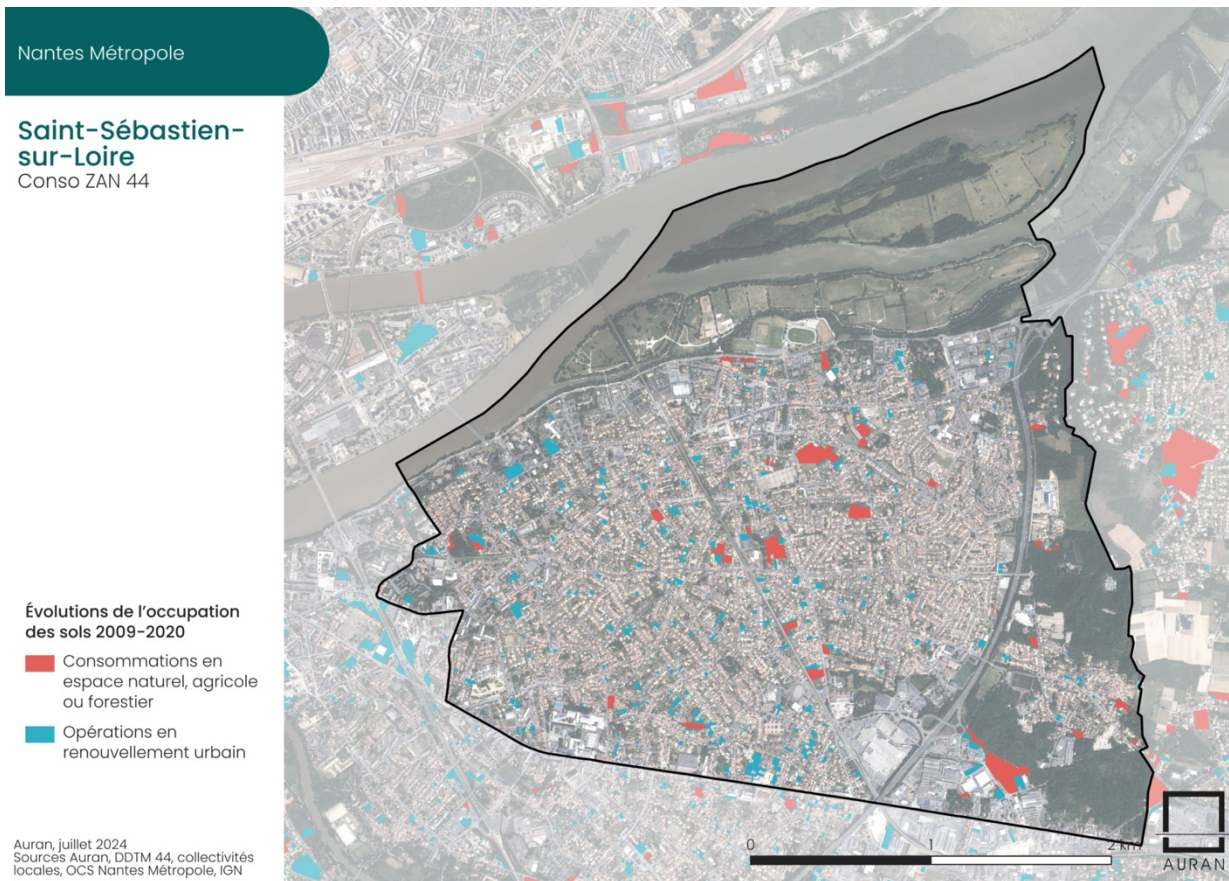 Nantes Métropole
Saint-Sébastien-
sur-Loire
Conso ZAN 44
Évolutions de l'occupation
des sols 2009-2020
Consommations en
espace naturel, agricole
ou forestier
Opérations en
renouvellement urbain
Auran, juillet 2024
Sources Auran, DDTM 44, collectivités
locales, OCS Nantes Métropole, IGN
0 1 2 km
AURAN